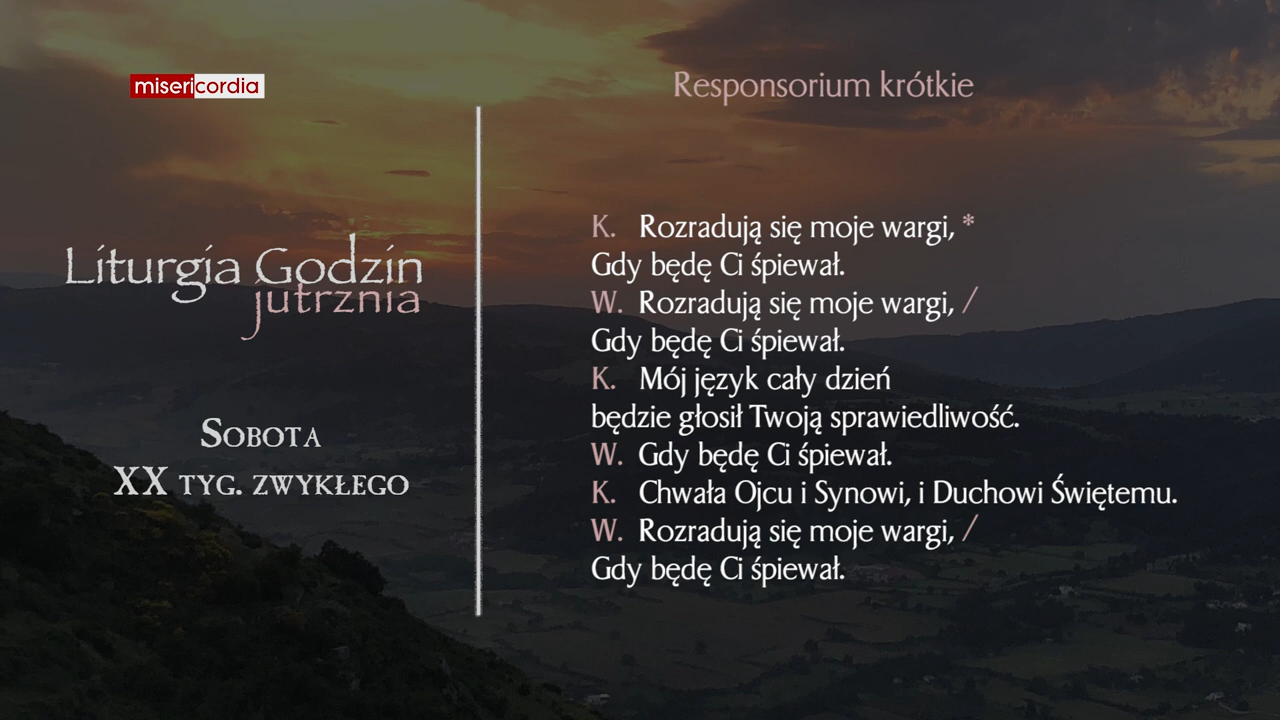 misericordia
Liturgia Godzin
jutrznia
Sobota
XX tyg. zwykłego
Responsorium krótkie
K. Rozradują się moje wargi, *
Gdy będę Ci śpiewał.
W. Rozradują się moje wargi, /
Gdy będę Ci śpiewał.
K. Mój język cały dzień
będzie głosił Twoją sprawiedliwość.
W. Gdy będę Ci śpiewał.
K. Chwała Ojcu i Synowi, i Duchowi Świętemu.
W. Rozradują się moje wargi, /
Gdy będę Ci śpiewał.